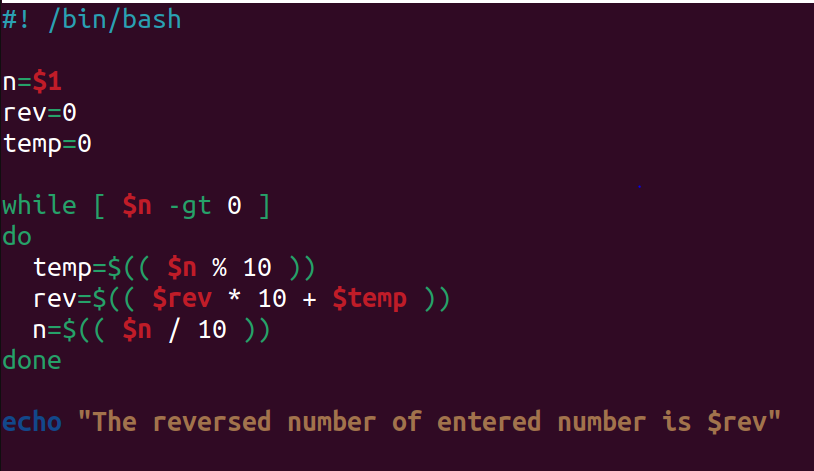 #! /bin/bash

n=$1
rev=0
temp=0

while [ $n -gt 0 ]
do
  temp=$(( $n % 10 ))
  rev=$(( $rev * 10 + $temp ))
  n=$(( $n / 10 ))
done

echo "The reversed number of entered number is $rev"